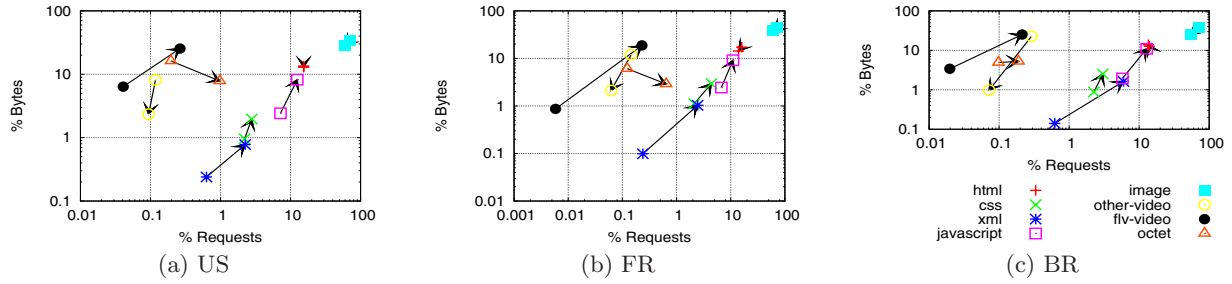 100
10
1
0.1
% Bytes
0.01 0.1 1 10 100
% Requests
(a) US
100
10
1
0.1
0.01
% Bytes
0.001 0.01 0.1 1 10 100
% Requests
(b) FR
100
10
1
0.1
% Bytes
0.01 0.1 1 10 100
% Requests
html
css
xml
javascript
image
other-video
flv-video
octet
(c) BR